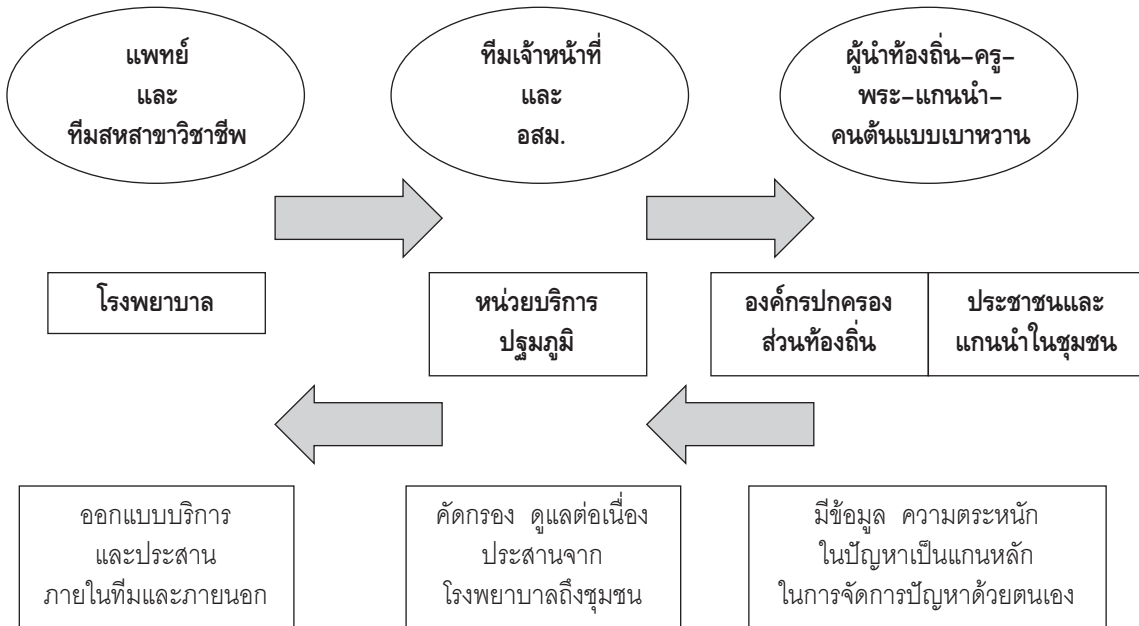 แพทย์
และ
ทีมสหสาขาวิชาชีพ
ทีมเจ้าหน้าที่
และ
อสม.
ผู้นำท้องถิ่น–ครู–
พระ–แกนนำ–
คนต้นแบบเบาหวาน
โรงพยาบาล
หน่วยบริการ
ปฐมภูมิ
องค์กรปกครอง
ส่วนท้องถิ่น
ประชาชนและ
แกนนำในชุมชน
ออกแบบบริการ
และประสาน
ภายในทีมและภายนอก
คัดกรอง ดูแลต่อเนื่อง
ประสานจาก
โรงพยาบาลถึงชุมชน
มีข้อมูล ความตระหนัก
ในปัญหาเป็นแกนหลัก
ในการจัดการปัญหาด้วยตนเอง